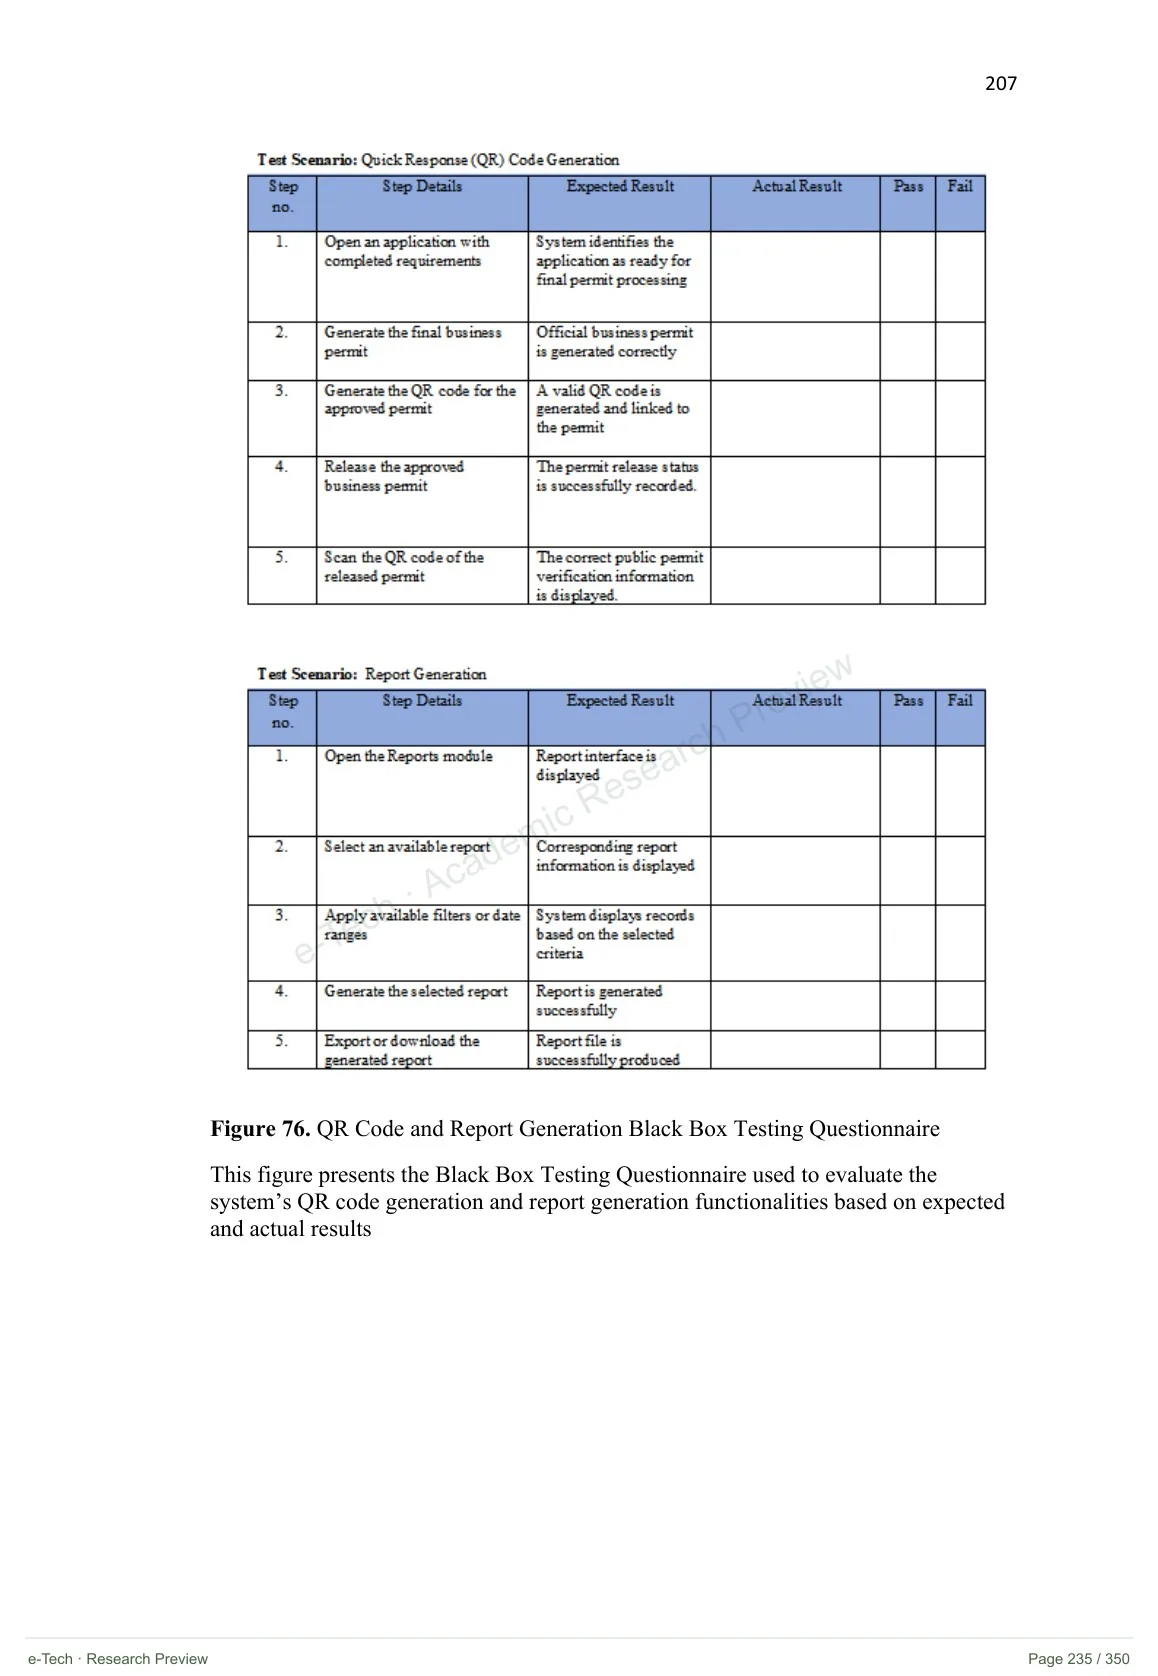 207
Test Scenario: Quick Response (QR) Code Generation
Step no. Step Details Expected Result Actual Result Pass Fail
1. Open an application with completed requirements System identifies the application as ready for final permit processing
2. Generate the final business permit Official business permit is generated correctly
3. Generate the QR code for the approved permit A valid QR code is generated and linked to the permit
4. Release the approved business permit The permit release status is successfully recorded.
5. Scan the QR code of the released permit The correct public permit verification information is displayed.
Test Scenario: Report Generation
Step no. Step Details Expected Result Actual Result Pass Fail
1. Open the Reports module Report interface is displayed
2. Select an available report Corresponding report information is displayed
3. Apply available filters or date ranges System displays records based on the selected criteria
4. Generate the selected report Report is generated successfully
5. Export or download the generated report Report file is successfully produced
e-Tech · Academic Research Preview
Figure 76. QR Code and Report Generation Black Box Testing Questionnaire
This figure presents the Black Box Testing Questionnaire used to evaluate the
system’s QR code generation and report generation functionalities based on expected
and actual results
e-Tech · Research Preview
Page 235 / 350